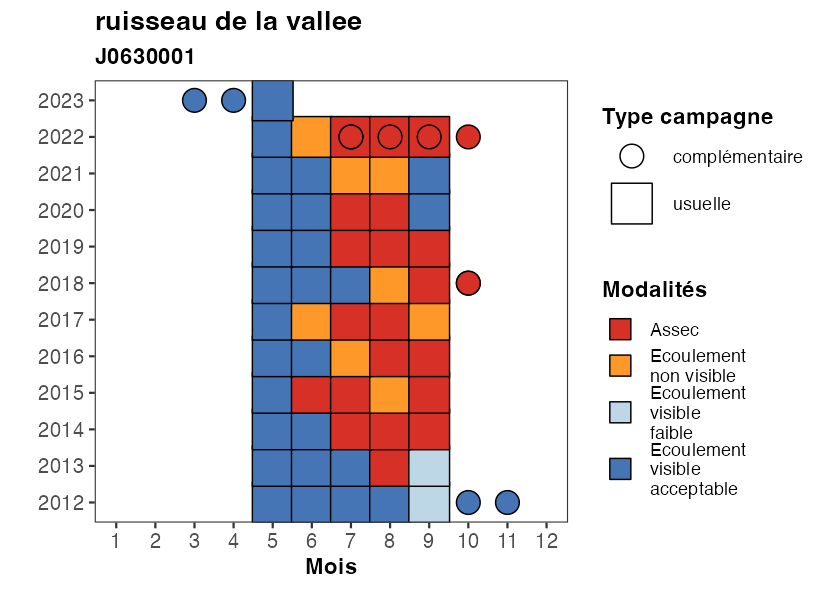 ruisseau de la vallee
J0630001
2023
2022
2021
2020
2019
2018
2017
2016
2015
2014
2013
2012
1 2 3 4 5 6 7 8 9 10 11 12
Mois
Type campagne
complémentaire
usuelle
Modalités
Assec
Ecoulement
non visible
Ecoulement
visible
faible
Ecoulement
visible
acceptable